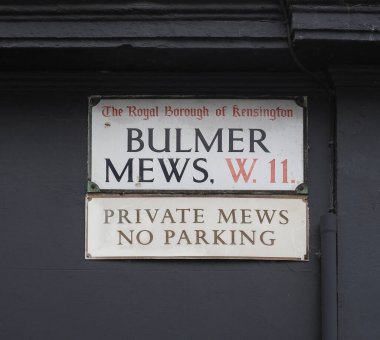 The Royal Borough of Kensington
BULMER
MEWS, W. 11.
PRIVATE MEWS
NO PARKING